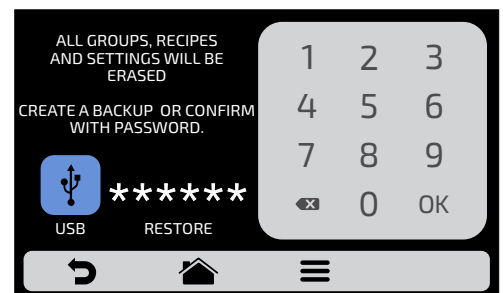 ALL GROUPS, RECIPES
AND SETTINGS WILL BE
ERASED
CREATE A BACKUP OR CONFIRM
WITH PASSWORD.
******
USB
RESTORE
1 2 3
4 5 6
7 8 9
0 OK